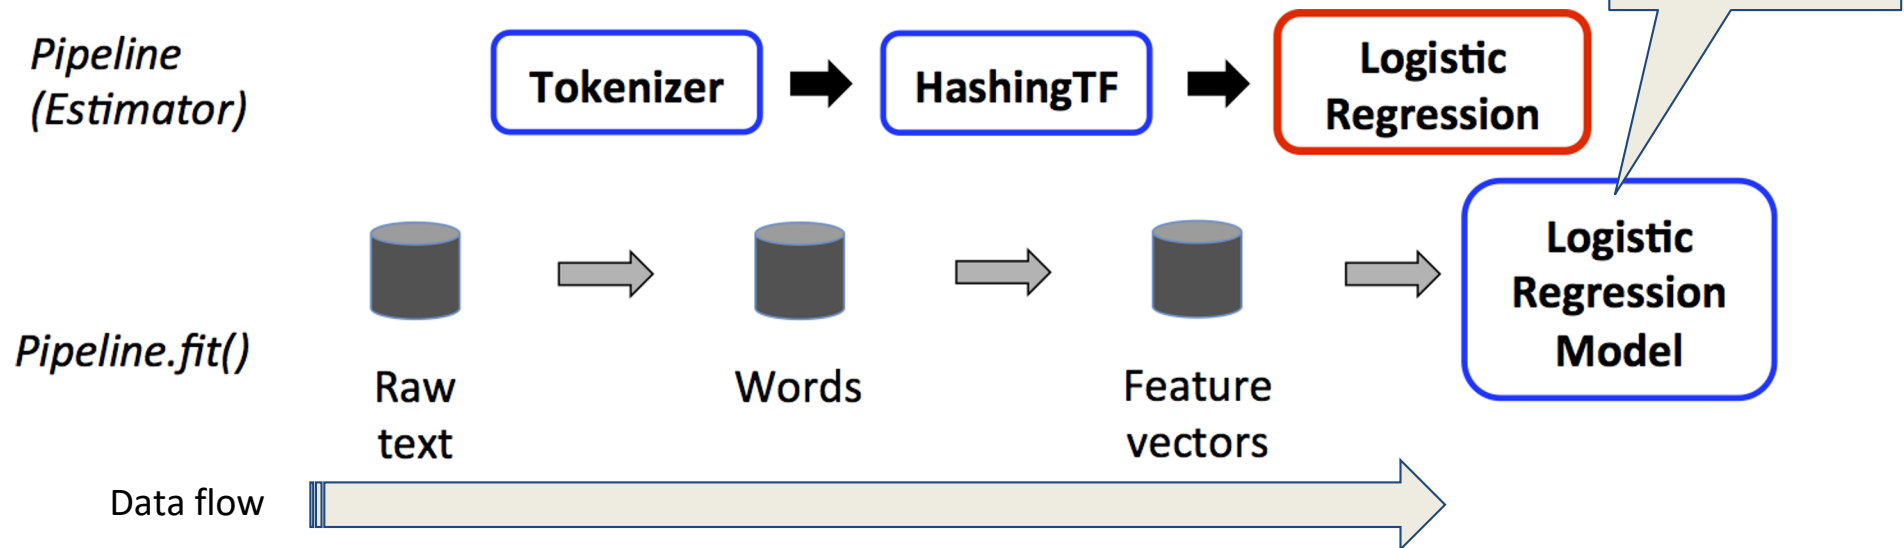 Pipeline
(Estimator)
Tokenizer
HashingTF
Logistic
Regression
Pipeline.fit()
Raw
text
Words
Feature
vectors
Logistic
Regression
Model
Data flow